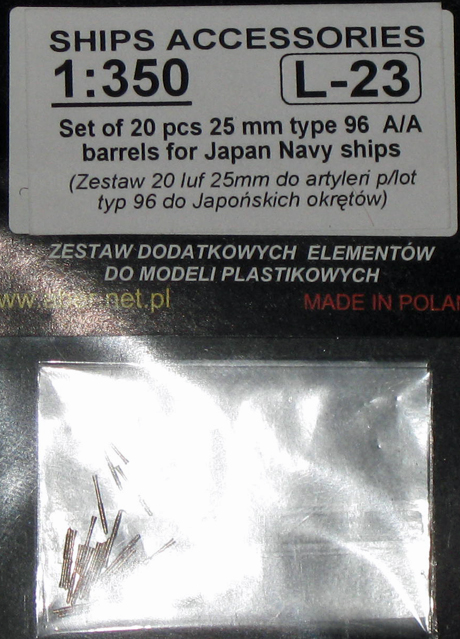 SHIPS ACCESSORIES
1:350 L-23
Set of 20 pcs 25 mm type 96 A/A
barrels for Japan Navy ships
(Zestaw 20 luf 25mm do artyleri p/lot
typ 96 do Japońskich okrętów)
ZESTAW DODATKOWYCH ELEMENTÓW
DO MODELI PLASTIKOWYCH
MADE IN POLAN